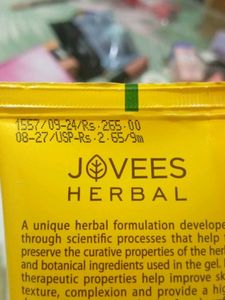 1557/09-24/Rs.265.00
08-27/USP-Rs.2.65/9m
JOVEES
HERBAL
A unique herbal formulation develope
through scientific processes that help
preserve the curative properties of the her
and botanical ingredients used in the gel.
therapeutic properties help improve sk
texture, complexion and provide a hig